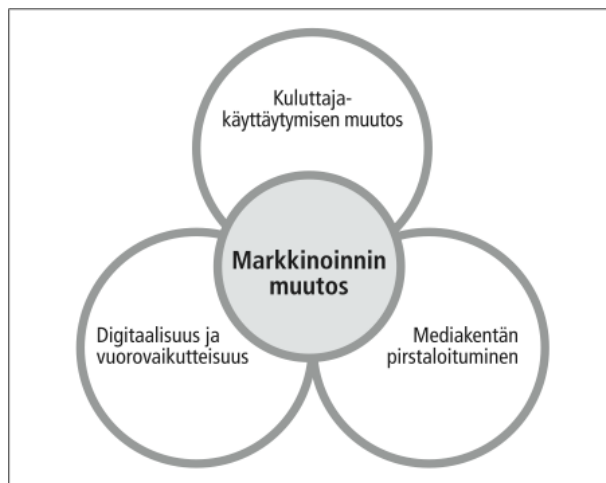 Kuluttaja-
käyttäytymisen muutos
Markkinoinnin
muutos
Digitaalisuus ja
vuorovaikutteisuus
Mediakentän
pirstaloituminen